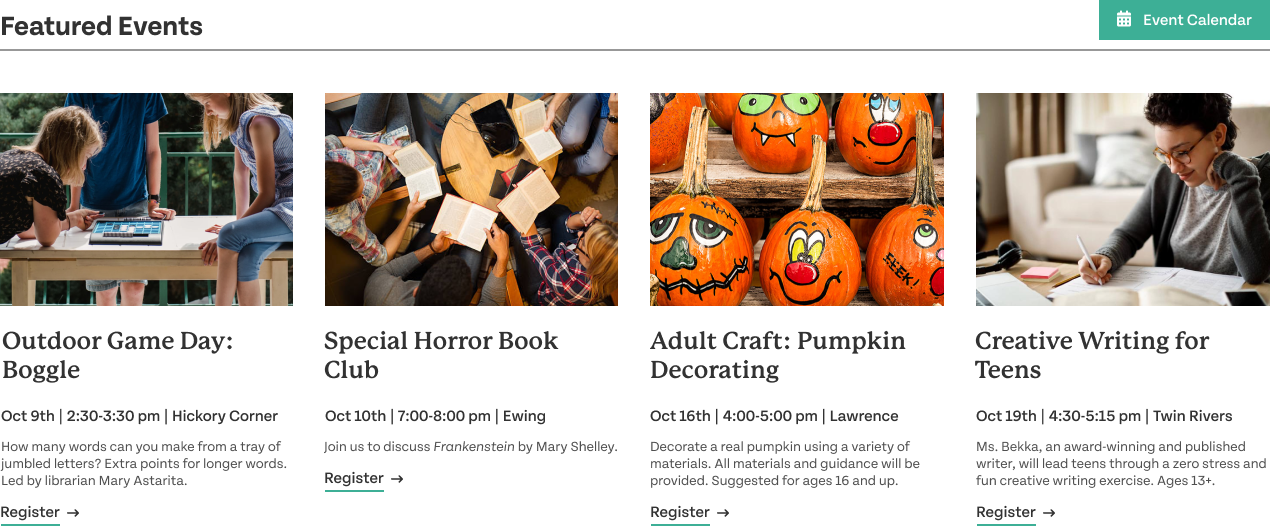 Featured Events
Event Calendar
EEEK!
Outdoor Game Day:
Boggle
Oct 9th | 2:30-3:30 pm | Hickory Corner
How many words can you make from a tray of
jumbled letters? Extra points for longer words.
Led by librarian Mary Astarita.
Register →
Special Horror Book
Club
Oct 10th | 7:00-8:00 pm | Ewing
Join us to discuss Frankenstein by Mary Shelley.
Register →
Adult Craft: Pumpkin
Decorating
Oct 16th | 4:00-5:00 pm | Lawrence
Decorate a real pumpkin using a variety of
materials. All materials and guidance will be
provided. Suggested for ages 16 and up.
Register →
Creative Writing for
Teens
Oct 19th | 4:30-5:15 pm | Twin Rivers
Ms. Bekka, an award-winning and published
writer, will lead teens through a zero stress and
fun creative writing exercise. Ages 13+.
Register →